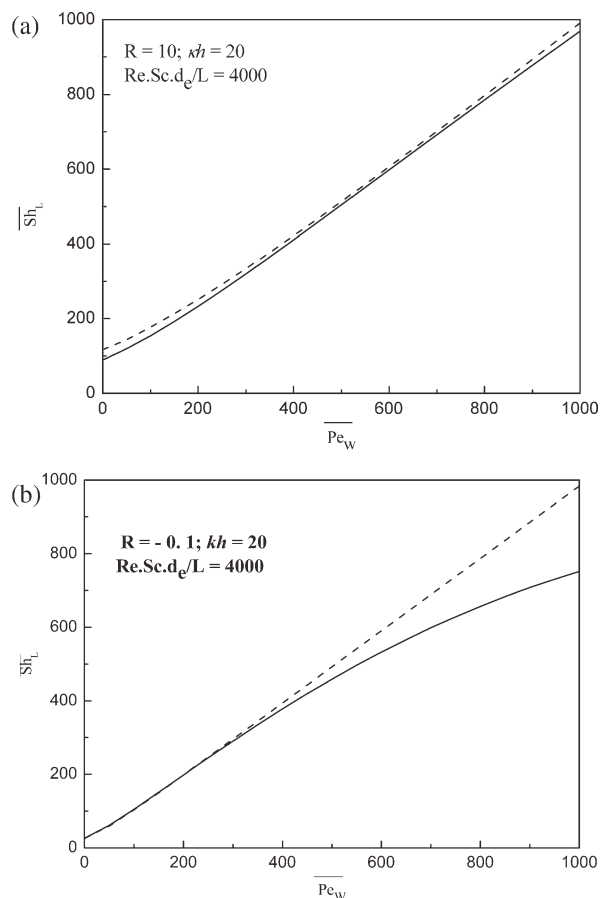 (a)
1000
R = 10; κh = 20
Re.Sc.de/L = 4000
800
600
ShL
400
200
0
0 200 400 600 800 1000
PeW
(b)
1000
R = - 0. 1; kh = 20
Re.Sc.de/L = 4000
800
600
ShL
400
200
0
0 200 400 600 800 1000
PeW